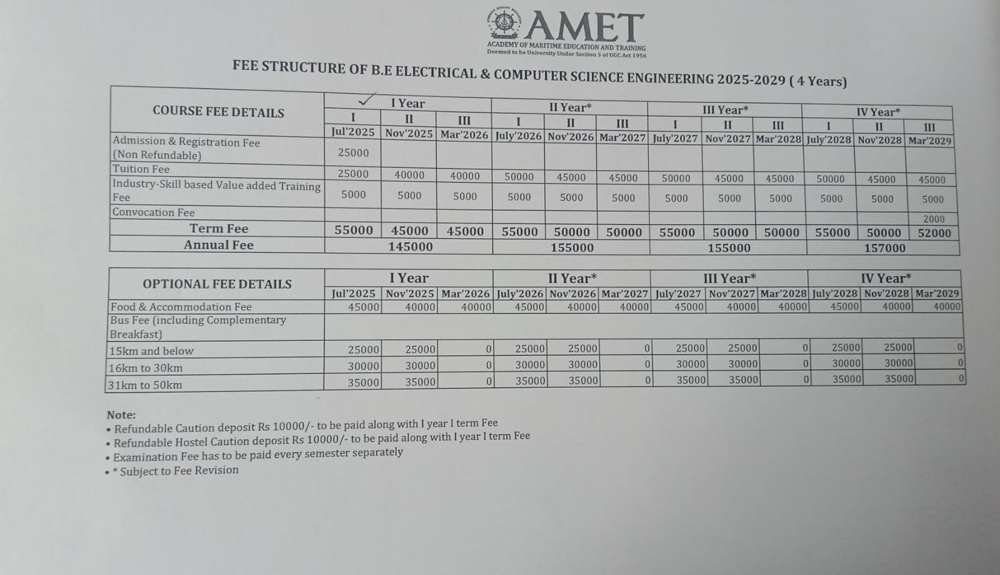 AMET
ACADEMY OF MARITIME EDUCATION AND TRAINING
Deemed to be University Under Section 3 of UGC Act 1956
FEE STRUCTURE OF B.E ELECTRICAL & COMPUTER SCIENCE ENGINEERING 2025-2029 ( 4 Years)
COURSE FEE DETAILS I Year II Year* III Year* IV Year*
I II III I II III I II III I II III
Jul'2025 Nov'2025 Mar'2026 July'2026 Nov'2026 Mar'2027 July'2027 Nov'2027 Mar'2028 July'2028 Nov'2028 Mar'2029
Admission & Registration Fee
(Non Refundable) 25000
Tuition Fee 25000 40000 40000 50000 45000 45000 50000 45000 45000 50000 45000 45000
Industry-Skill based Value added Training
Fee 5000 5000 5000 5000 5000 5000 5000 5000 5000 5000 5000 5000
Convocation Fee 2000
Term Fee 55000 45000 45000 55000 50000 50000 55000 50000 50000 55000 50000 52000
Annual Fee 145000 155000 155000 157000
OPTIONAL FEE DETAILS I Year II Year* III Year* IV Year*
Jul'2025 Nov'2025 Mar'2026 July'2026 Nov'2026 Mar'2027 July'2027 Nov'2027 Mar'2028 July'2028 Nov'2028 Mar'2029
Food & Accommodation Fee 45000 40000 40000 45000 40000 40000 45000 40000 40000 45000 40000 40000
Bus Fee (including Complementary
Breakfast)
15km and below 25000 25000 0 25000 25000 0 25000 25000 0 25000 25000 0
16km to 30km 30000 30000 0 30000 30000 0 30000 30000 0 30000 30000 0
31km to 50km 35000 35000 0 35000 35000 0 35000 35000 0 35000 35000 0
Note:
• Refundable Caution deposit Rs 10000/- to be paid along with I year I term Fee
• Refundable Hostel Caution deposit Rs 10000/- to be paid along with I year I term Fee
• Examination Fee has to be paid every semester separately
• * Subject to Fee Revision